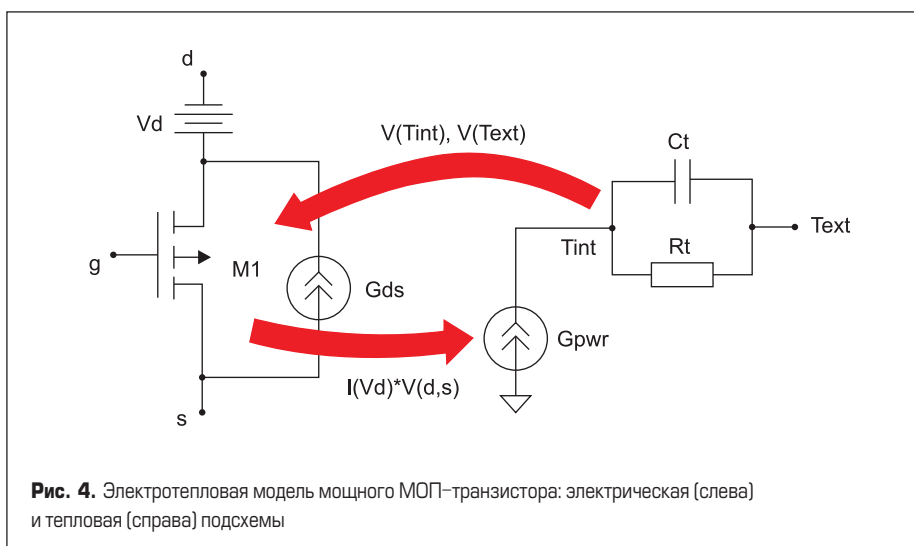 d
Vd
V(Tint), V(Text)
Ct
Text
Tint
Rt
g
M1
Gds
Gpwr
I(Vd)*V(d,s)
s
Рис. 4. Электротепловая модель мощного МОП-транзистора: электрическая (слева)
и тепловая (справа) подсхемы